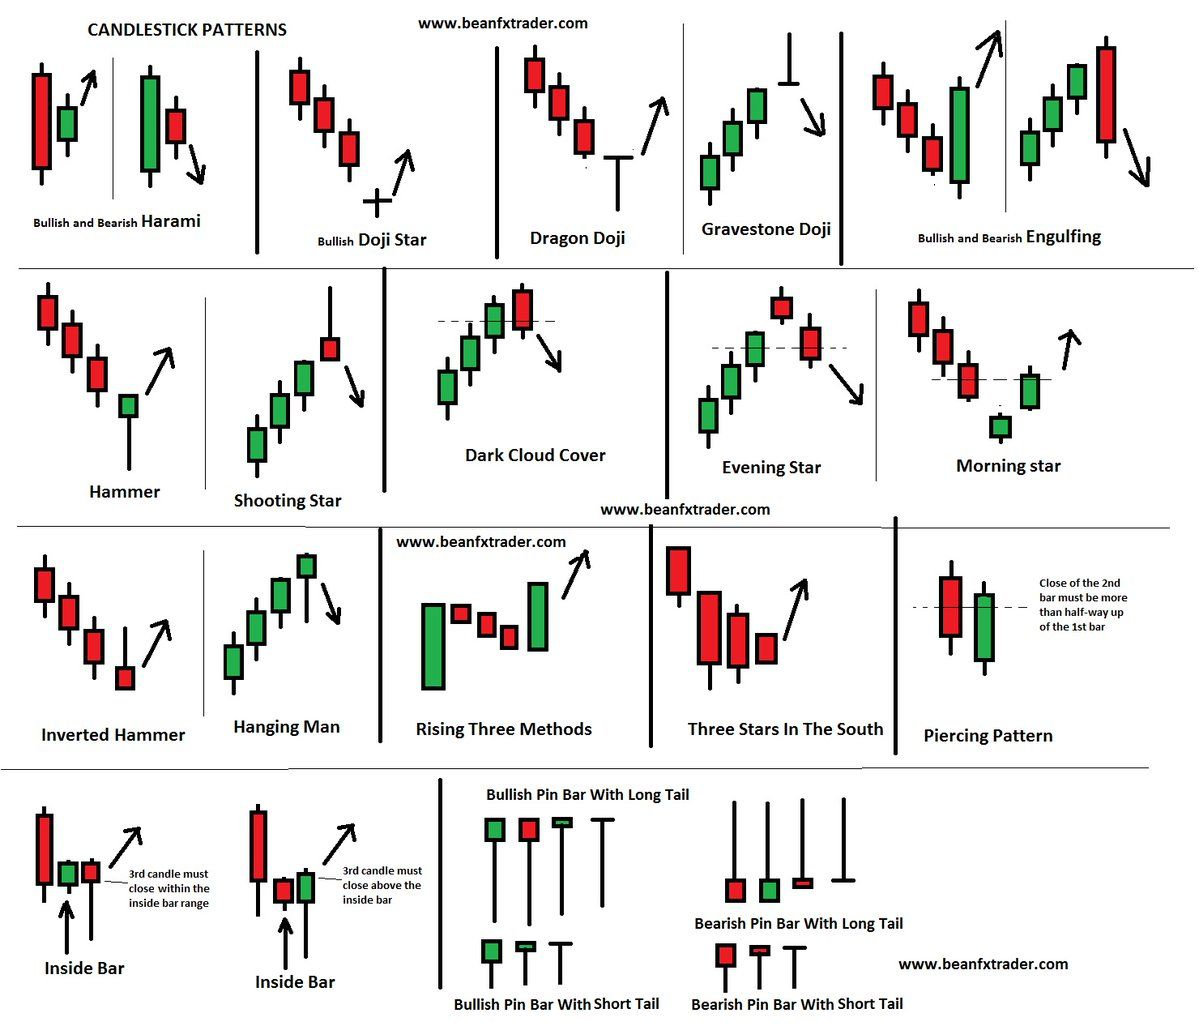 CANDLESTICK PATTERNS
www.beanfxtrader.com
Bullish and Bearish Harami
Bullish Doji Star
Dragon Doji
Gravestone Doji
Bullish and Bearish Engulfing
Hammer
Shooting Star
Dark Cloud Cover
Evening Star
Morning star
www.beanfxtrader.com
www.beanfxtrader.com
Inverted Hammer
Hanging Man
Rising Three Methods
Three Stars In The South
Close of the 2nd
bar must be more
than half-way up
of the 1st bar
Piercing Pattern
3rd candle must
close within the
inside bar range
Inside Bar
3rd candle must
close above the
inside bar
Inside Bar
Bullish Pin Bar With Long Tail
Bearish Pin Bar With Long Tail
Bullish Pin Bar With Short Tail
Bearish Pin Bar With Short Tail
www.beanfxtrader.com